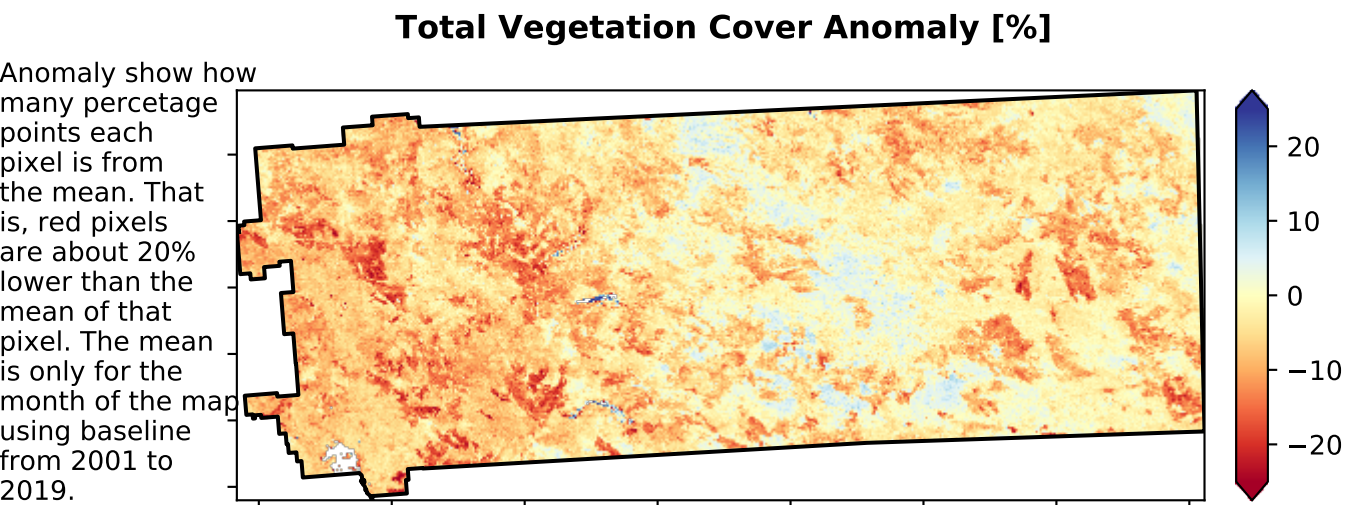 Total Vegetation Cover Anomaly [%]
Anomaly show how
many percetage
points each
pixel is from
the mean. That
is, red pixels
are about 20%
lower than the
mean of that
pixel. The mean
is only for the
month of the map
using baseline
from 2001 to
2019.
20
10
0
−10
−20